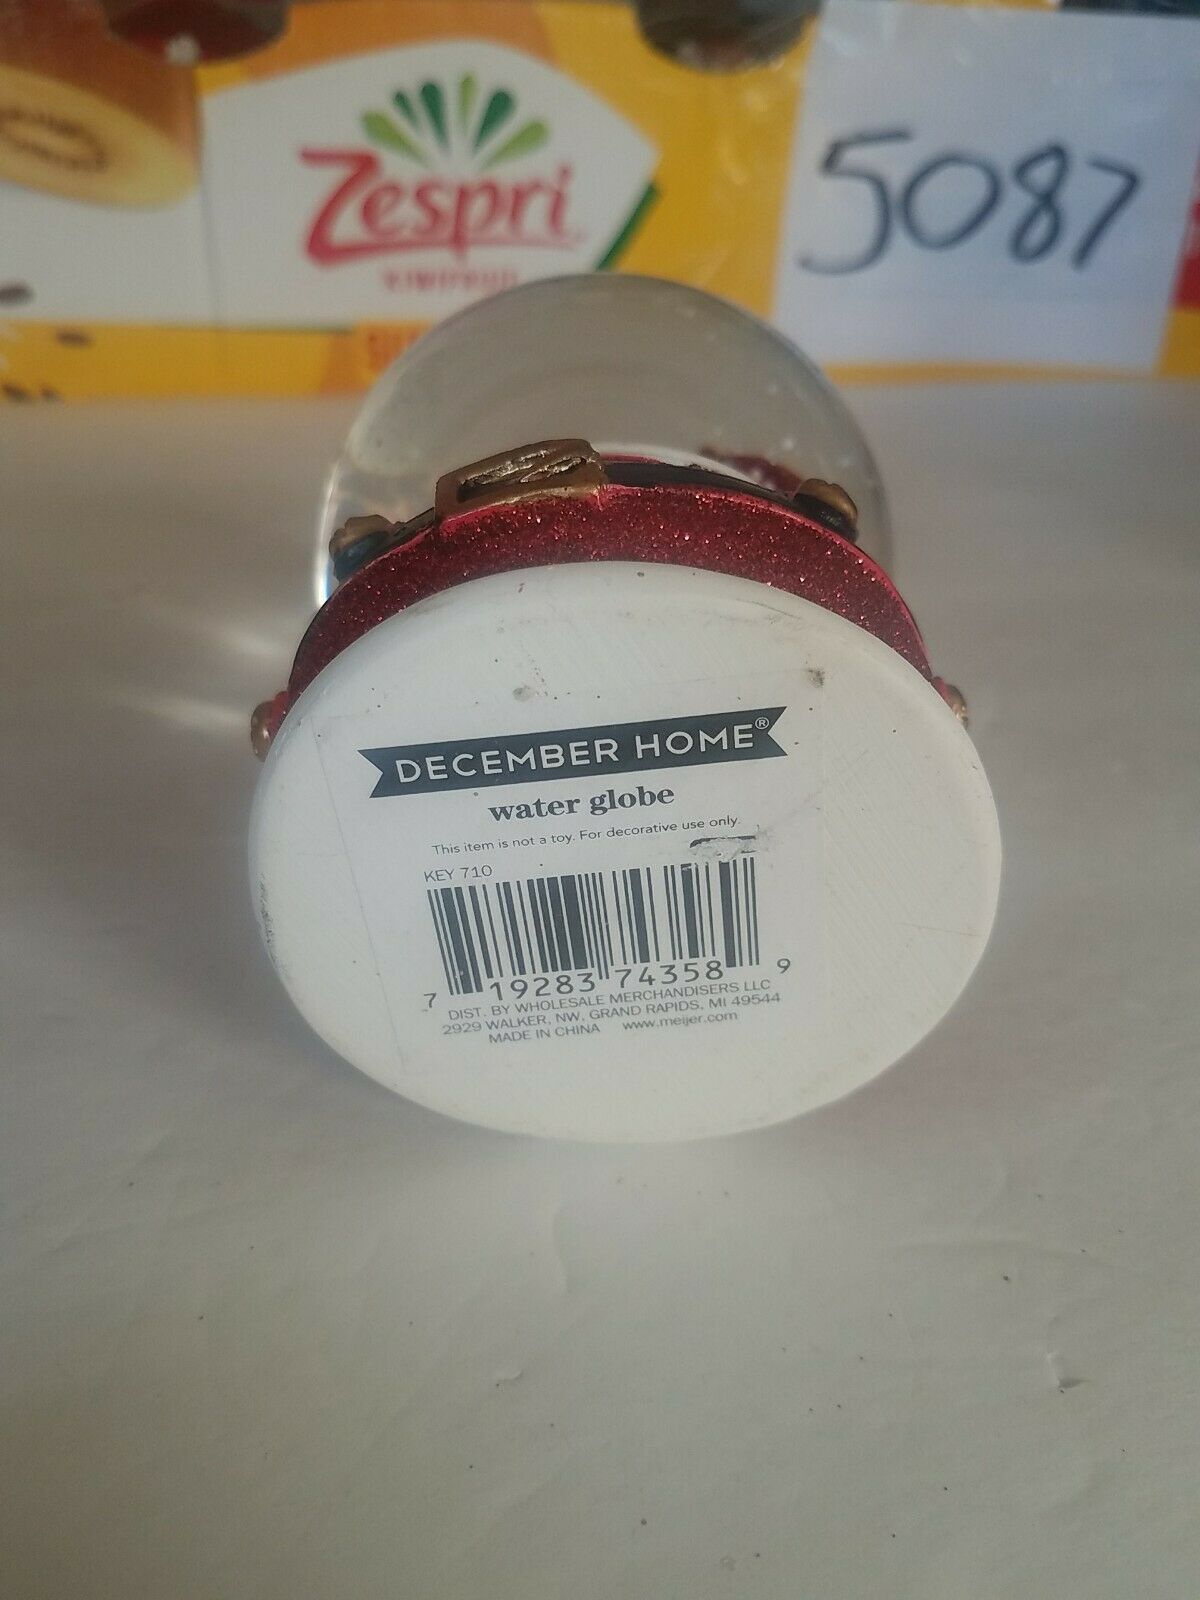 Zespri
KIWIFRUIT
5087
DECEMBER HOME®
water globe
This item is not a toy. For decorative use only.
KEY 710
7 19283 74358 9
DIST. BY WHOLESALE MERCHANDISERS LLC
2929 WALKER, NW, GRAND RAPIDS, MI 49544
MADE IN CHINA www.meijer.com